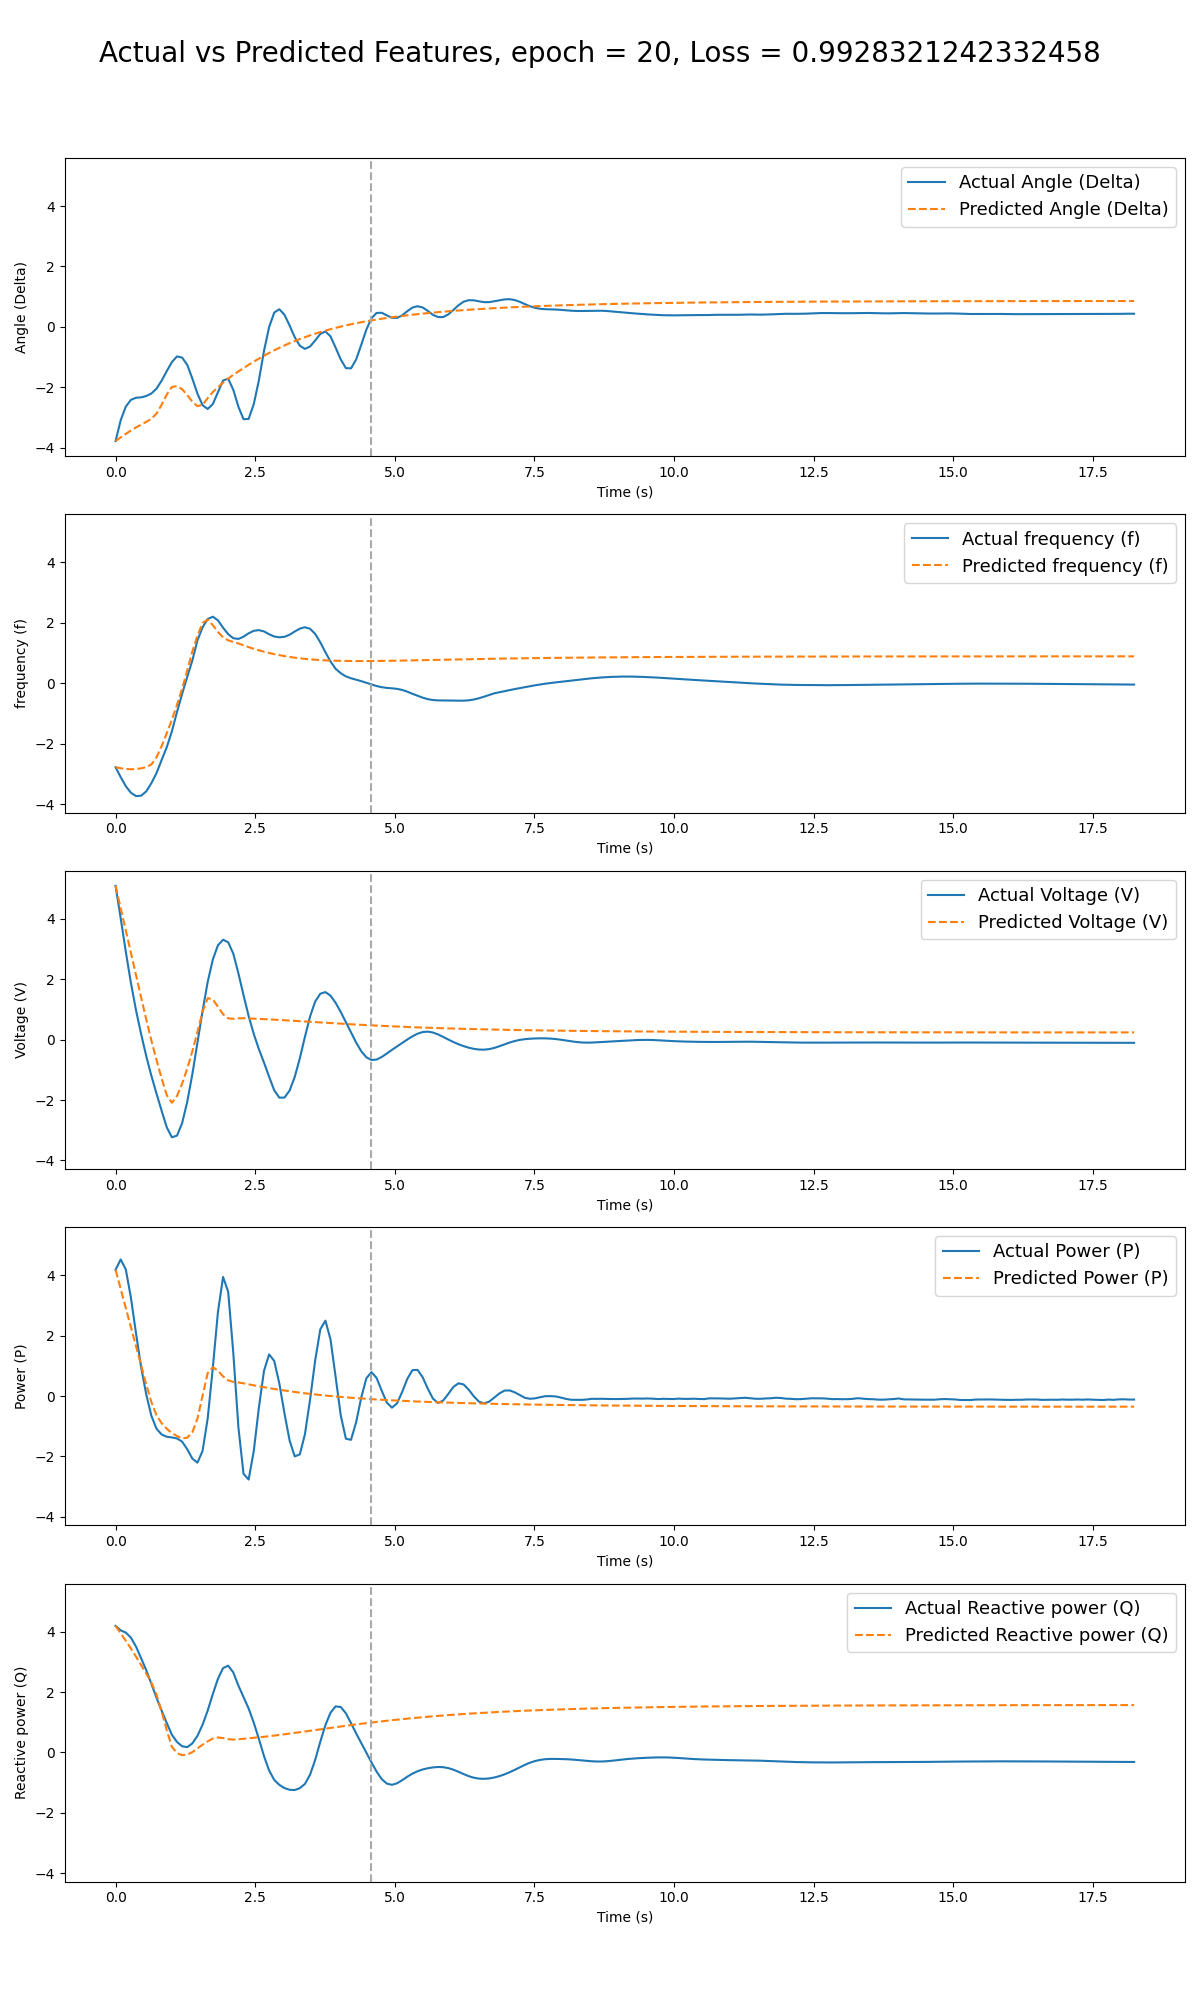 Actual vs Predicted Features, epoch = 20, Loss = 0.9928321242332458
Angle (Delta)
4
2
0
−2
−4
Actual Angle (Delta)
Predicted Angle (Delta)
0.0 2.5 5.0 7.5 10.0 12.5 15.0 17.5
Time (s)
frequency (f)
4
2
0
−2
−4
Actual frequency (f)
Predicted frequency (f)
0.0 2.5 5.0 7.5 10.0 12.5 15.0 17.5
Time (s)
Voltage (V)
4
2
0
−2
−4
Actual Voltage (V)
Predicted Voltage (V)
0.0 2.5 5.0 7.5 10.0 12.5 15.0 17.5
Time (s)
Power (P)
4
2
0
−2
−4
Actual Power (P)
Predicted Power (P)
0.0 2.5 5.0 7.5 10.0 12.5 15.0 17.5
Time (s)
Reactive power (Q)
4
2
0
−2
−4
Actual Reactive power (Q)
Predicted Reactive power (Q)
0.0 2.5 5.0 7.5 10.0 12.5 15.0 17.5
Time (s)